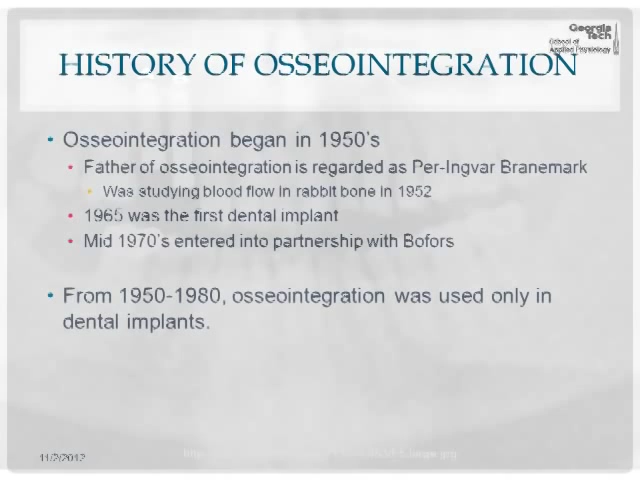 Georgia
Tech
School of
Applied Physiology
HISTORY OF OSSEOINTEGRATION
• Osseointegration began in 1950's
• Father of osseointegration is regarded as Per-Ingvar Branemark
• Was studying blood flow in rabbit bone in 1952
• 1965 was the first dental implant
• Mid 1970's entered into partnership with Bofors
• From 1950-1980, osseointegration was used only in
dental implants.
11/2/2012